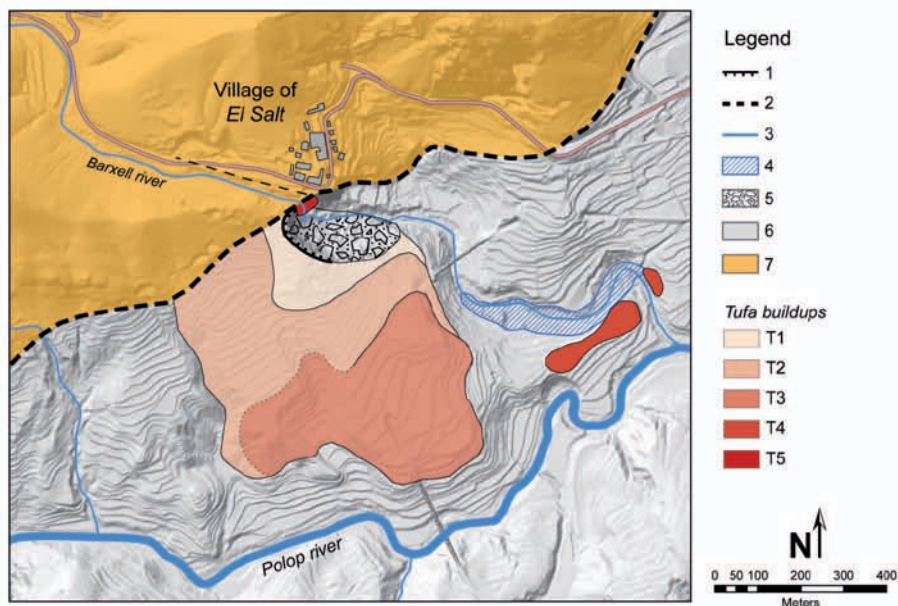 Village of
El Salt
Barxell river
Polop river
Legend
1
2
3
4
5
6
7
Tufa buildups
T1
T2
T3
T4
T5
N
0 50 100 200 300 400
Meters